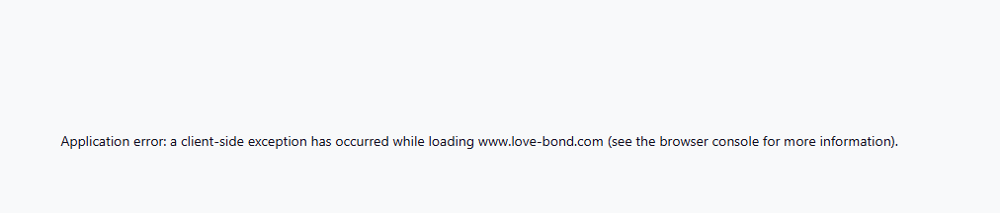 Application error: a client-side exception has occurred while loading www.love-bond.com (see the browser console for more information).